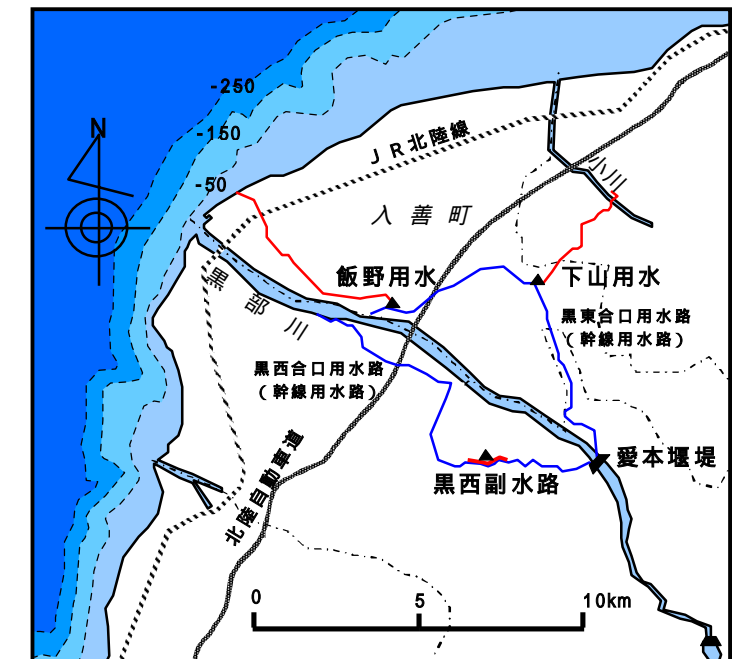 -250
N
-150
JR北陸線
小川
-50
入善町
飯野用水
下山用水
黒部川
黒東合口用水路
(幹線用水路)
黒西合口用水路
(幹線用水路)
愛本堰堤
北陸自動車道
黒西副水路
0
5
10km